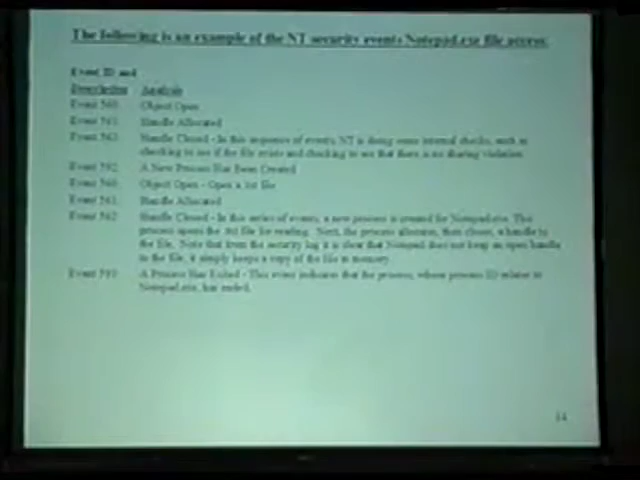 The following is an example of the NT security events Notepad.exe file access:
Event ID and
Description Analysis
Event 560 Object Open
Event 561 Handle Allocated
Event 562 Handle Closed - In this sequence of events, NT is doing some internal checks, such as
checking to see if the file exists and checking to see that there is no sharing violation
Event 592 A New Process Has Been Created
Event 560 Object Open - Open a .txt file
Event 561 Handle Allocated
Event 562 Handle Closed - In this series of events, a new process is created for Notepad.exe. This
process opens the .txt file for reading. Next, the process allocates, then closes, a handle to
the file. Note that from the security log it is clear that Notepad does not keep an open handle
to the file, it simply keeps a copy of the file in memory.
Event 593 A Process Has Exited - This event indicates that the process, whose process ID relates to
Notepad.exe, has ended.
14